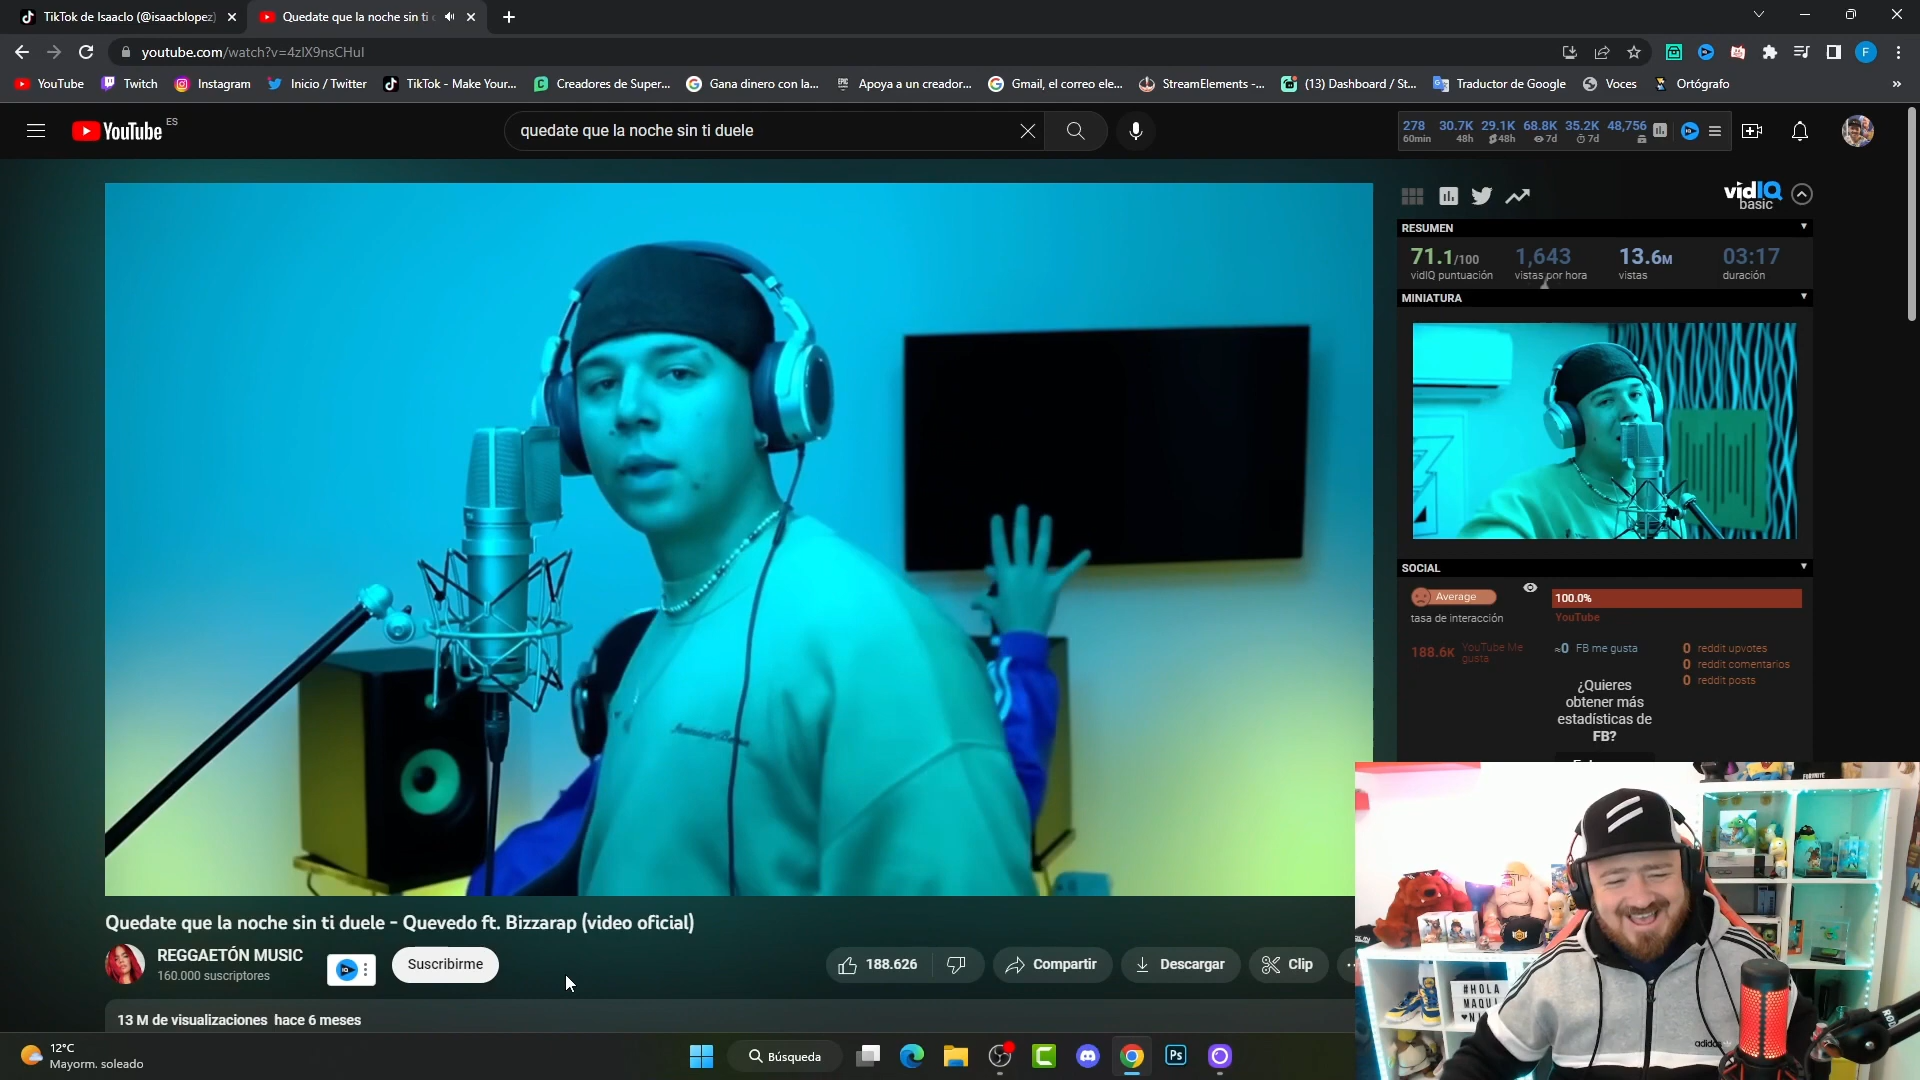 TikTok de Isaaclo (@isaacblopez)
Quedate que la noche sin ti
youtube.com/watch?v=4zlX9nsCHuI
YouTube
Twitch
Instagram
Inicio / Twitter
TikTok - Make Your...
Creadores de Super...
Gana dinero con la...
Apoya a un creador...
Gmail, el correo ele...
StreamElements -...
(13) Dashboard / St...
Traductor de Google
Voces
Ortógrafo
»
YouTube ES
quedate que la noche sin ti duele
278 30.7K 29.1K 68.8K 35.2K 48,756
60min 48h 48h 7d 7d
vidIQ
basic
RESUMEN
71.1/100 1,643 13.6M 03:17
vidIQ puntuación vistas por hora vistas duración
MINIATURA
SOCIAL
Average
100.0%
tasa de interacción
YouTube
188.6K YouTube Me gusta
≈0 FB me gusta
0 reddit upvotes
0 reddit comentarios
0 reddit posts
¿Quieres
obtener más
estadísticas de
FB?
Quedate que la noche sin ti duele - Quevedo ft. Bizzarap (video oficial)
REGGAETÓN MUSIC
160.000 suscriptores
Suscribirme
188.626
Compartir
Descargar
Clip
13 M de visualizaciones hace 6 meses
#HOLA
MAQUI
adidas
12°C
Mayorm. soleado
Búsqueda
Ps